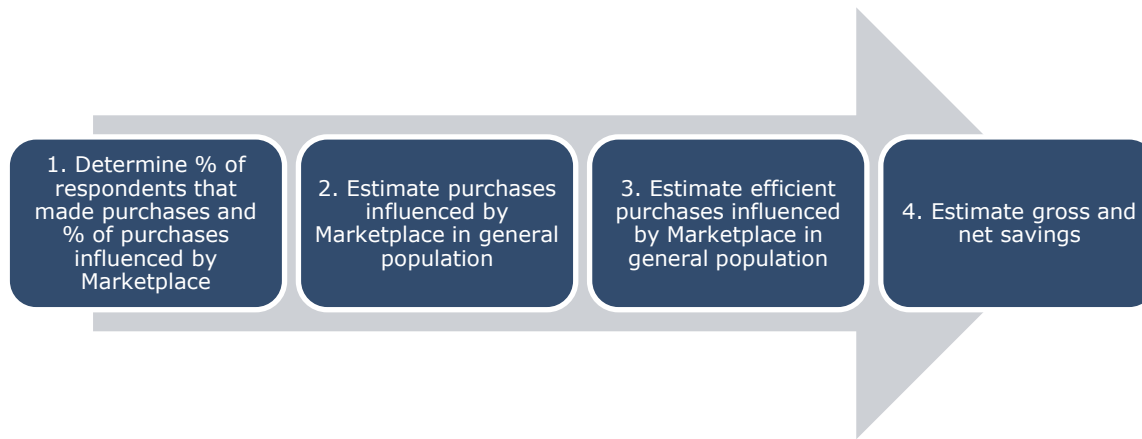 1. Determine % of
respondents that
made purchases and
% of purchases
influenced by
Marketplace
2. Estimate purchases
influenced by
Marketplace in general
population
3. Estimate efficient
purchases influenced
by Marketplace in
general population
4. Estimate gross and
net savings